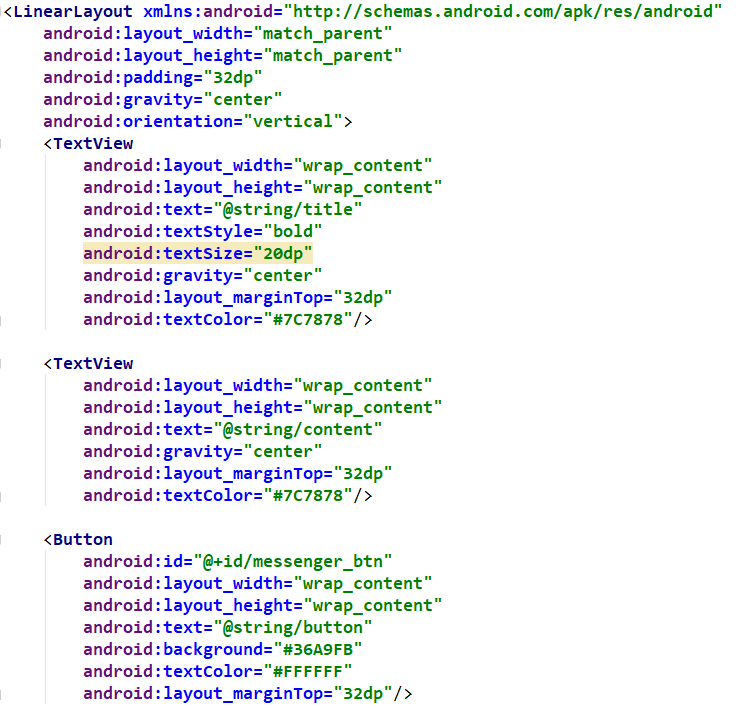 <LinearLayout xmlns:android="http://schemas.android.com/apk/res/android"
    android:layout_width="match_parent"
    android:layout_height="match_parent"
    android:padding="32dp"
    android:gravity="center"
    android:orientation="vertical">
    <TextView
        android:layout_width="wrap_content"
        android:layout_height="wrap_content"
        android:text="@string/title"
        android:textStyle="bold"
        android:textSize="20dp"
        android:gravity="center"
        android:layout_marginTop="32dp"
        android:textColor="#7C7878"/>

    <TextView
        android:layout_width="wrap_content"
        android:layout_height="wrap_content"
        android:text="@string/content"
        android:gravity="center"
        android:layout_marginTop="32dp"
        android:textColor="#7C7878"/>

    <Button
        android:id="@+id/messenger_btn"
        android:layout_width="wrap_content"
        android:layout_height="wrap_content"
        android:text="@string/button"
        android:background="#36A9FB"
        android:textColor="#FFFFFF"
        android:layout_marginTop="32dp"/>